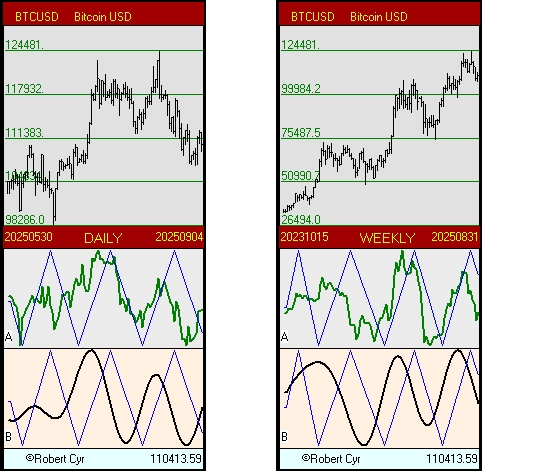 BTCUSD Bitcoin USD
124481.
117932.
111383.
104834.
98286.0
20250530 DAILY 20250904
A
B
©Robert Cyr 110413.59
BTCUSD Bitcoin USD
124481.
99984.2
75487.5
50990.
26494.0
20231015 WEEKLY 20250831
A
B
©Robert Cyr 110413.59